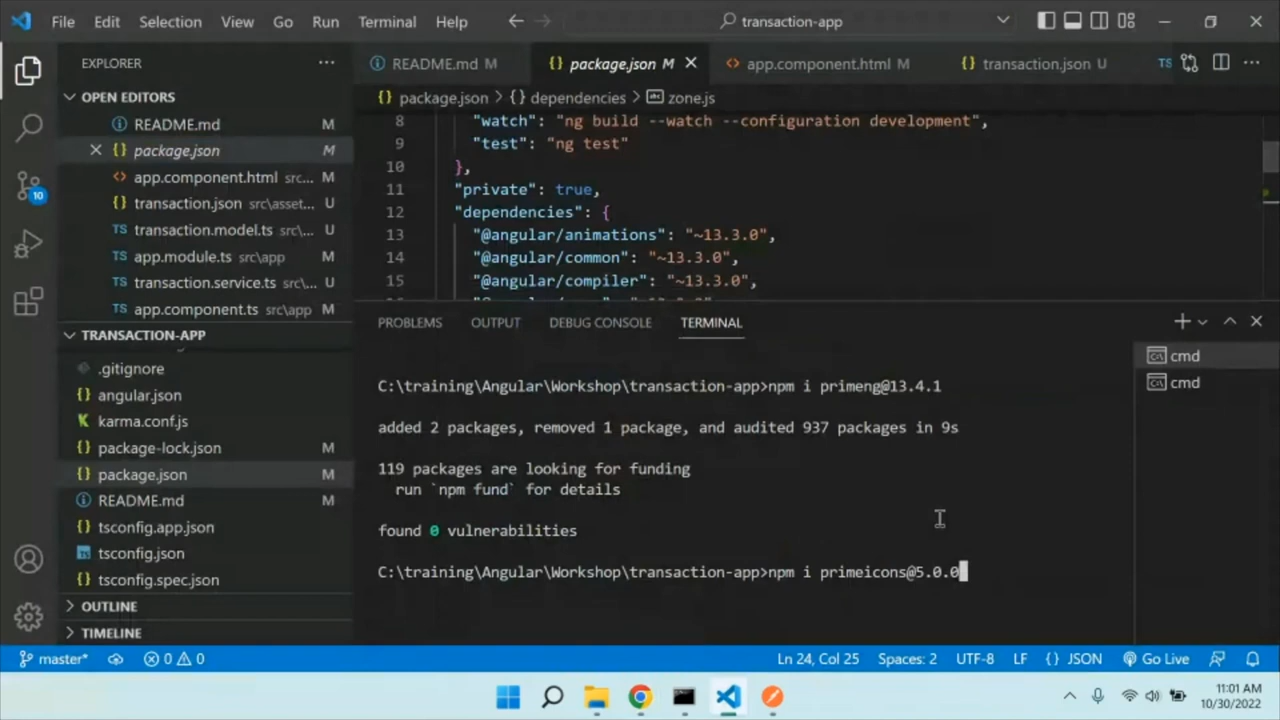 File Edit Selection View Go Run Terminal Help
transaction-app
EXPLORER
OPEN EDITORS
README.md M
package.json M
app.component.html src... M
transaction.json src\asset... U
transaction.model.ts src\... U
app.module.ts src\app M
transaction.service.ts src\... U
app.component.ts src\app M
TRANSACTION-APP
.gitignore
angular.json
karma.conf.js
package-lock.json M
package.json M
README.md M
tsconfig.app.json
tsconfig.json
tsconfig.spec.json
OUTLINE
TIMELINE
10
README.md M
package.json M
app.component.html M
transaction.json U
TS
package.json > {} dependencies > zone.js
8 "watch": "ng build --watch --configuration development",
9 "test": "ng test"
10 },
11 "private": true,
12 "dependencies": {
13 "@angular/animations": "~13.3.0",
14 "@angular/common": "~13.3.0",
15 "@angular/compiler": "~13.3.0",
PROBLEMS OUTPUT DEBUG CONSOLE TERMINAL
cmd
cmd
C:\training\Angular\Workshop\transaction-app>npm i primeng@13.4.1
added 2 packages, removed 1 package, and audited 937 packages in 9s
119 packages are looking for funding
run `npm fund` for details
found 0 vulnerabilities
C:\training\Angular\Workshop\transaction-app>npm i primeicons@5.0.0
master* 0 0 Ln 24, Col 25 Spaces: 2 UTF-8 LF {} JSON Go Live
11:01 AM
10/30/2022